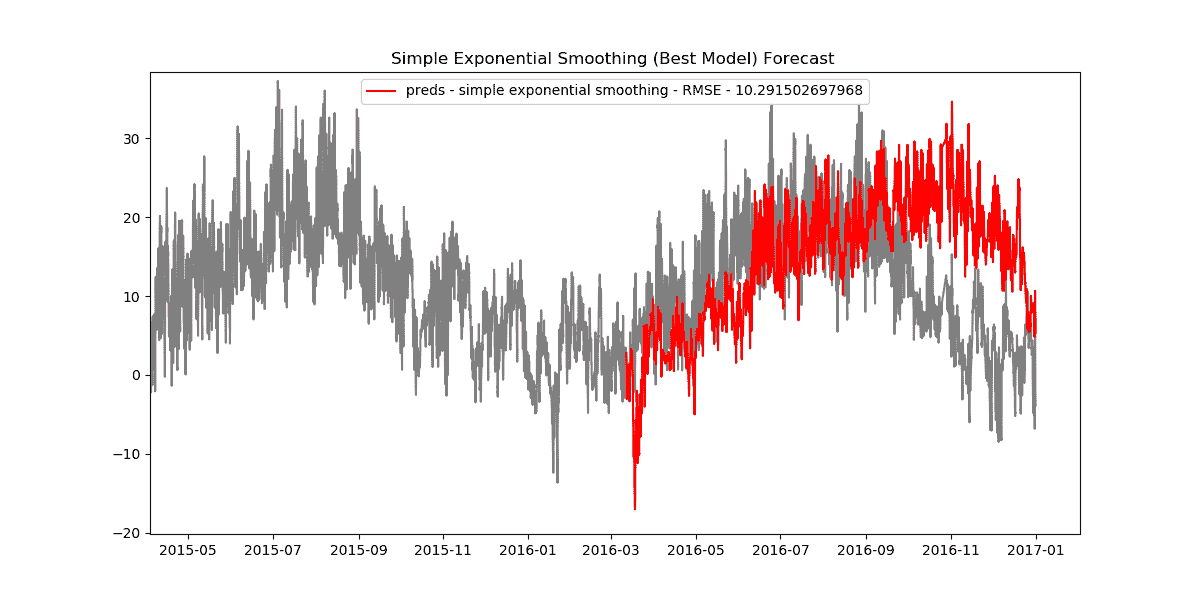 Simple Exponential Smoothing (Best Model) Forecast
preds - simple exponential smoothing - RMSE - 10.291502697968
30
20
10
0
−10
−20
2015-05 2015-07 2015-09 2015-11 2016-01 2016-03 2016-05 2016-07 2016-09 2016-11 2017-01